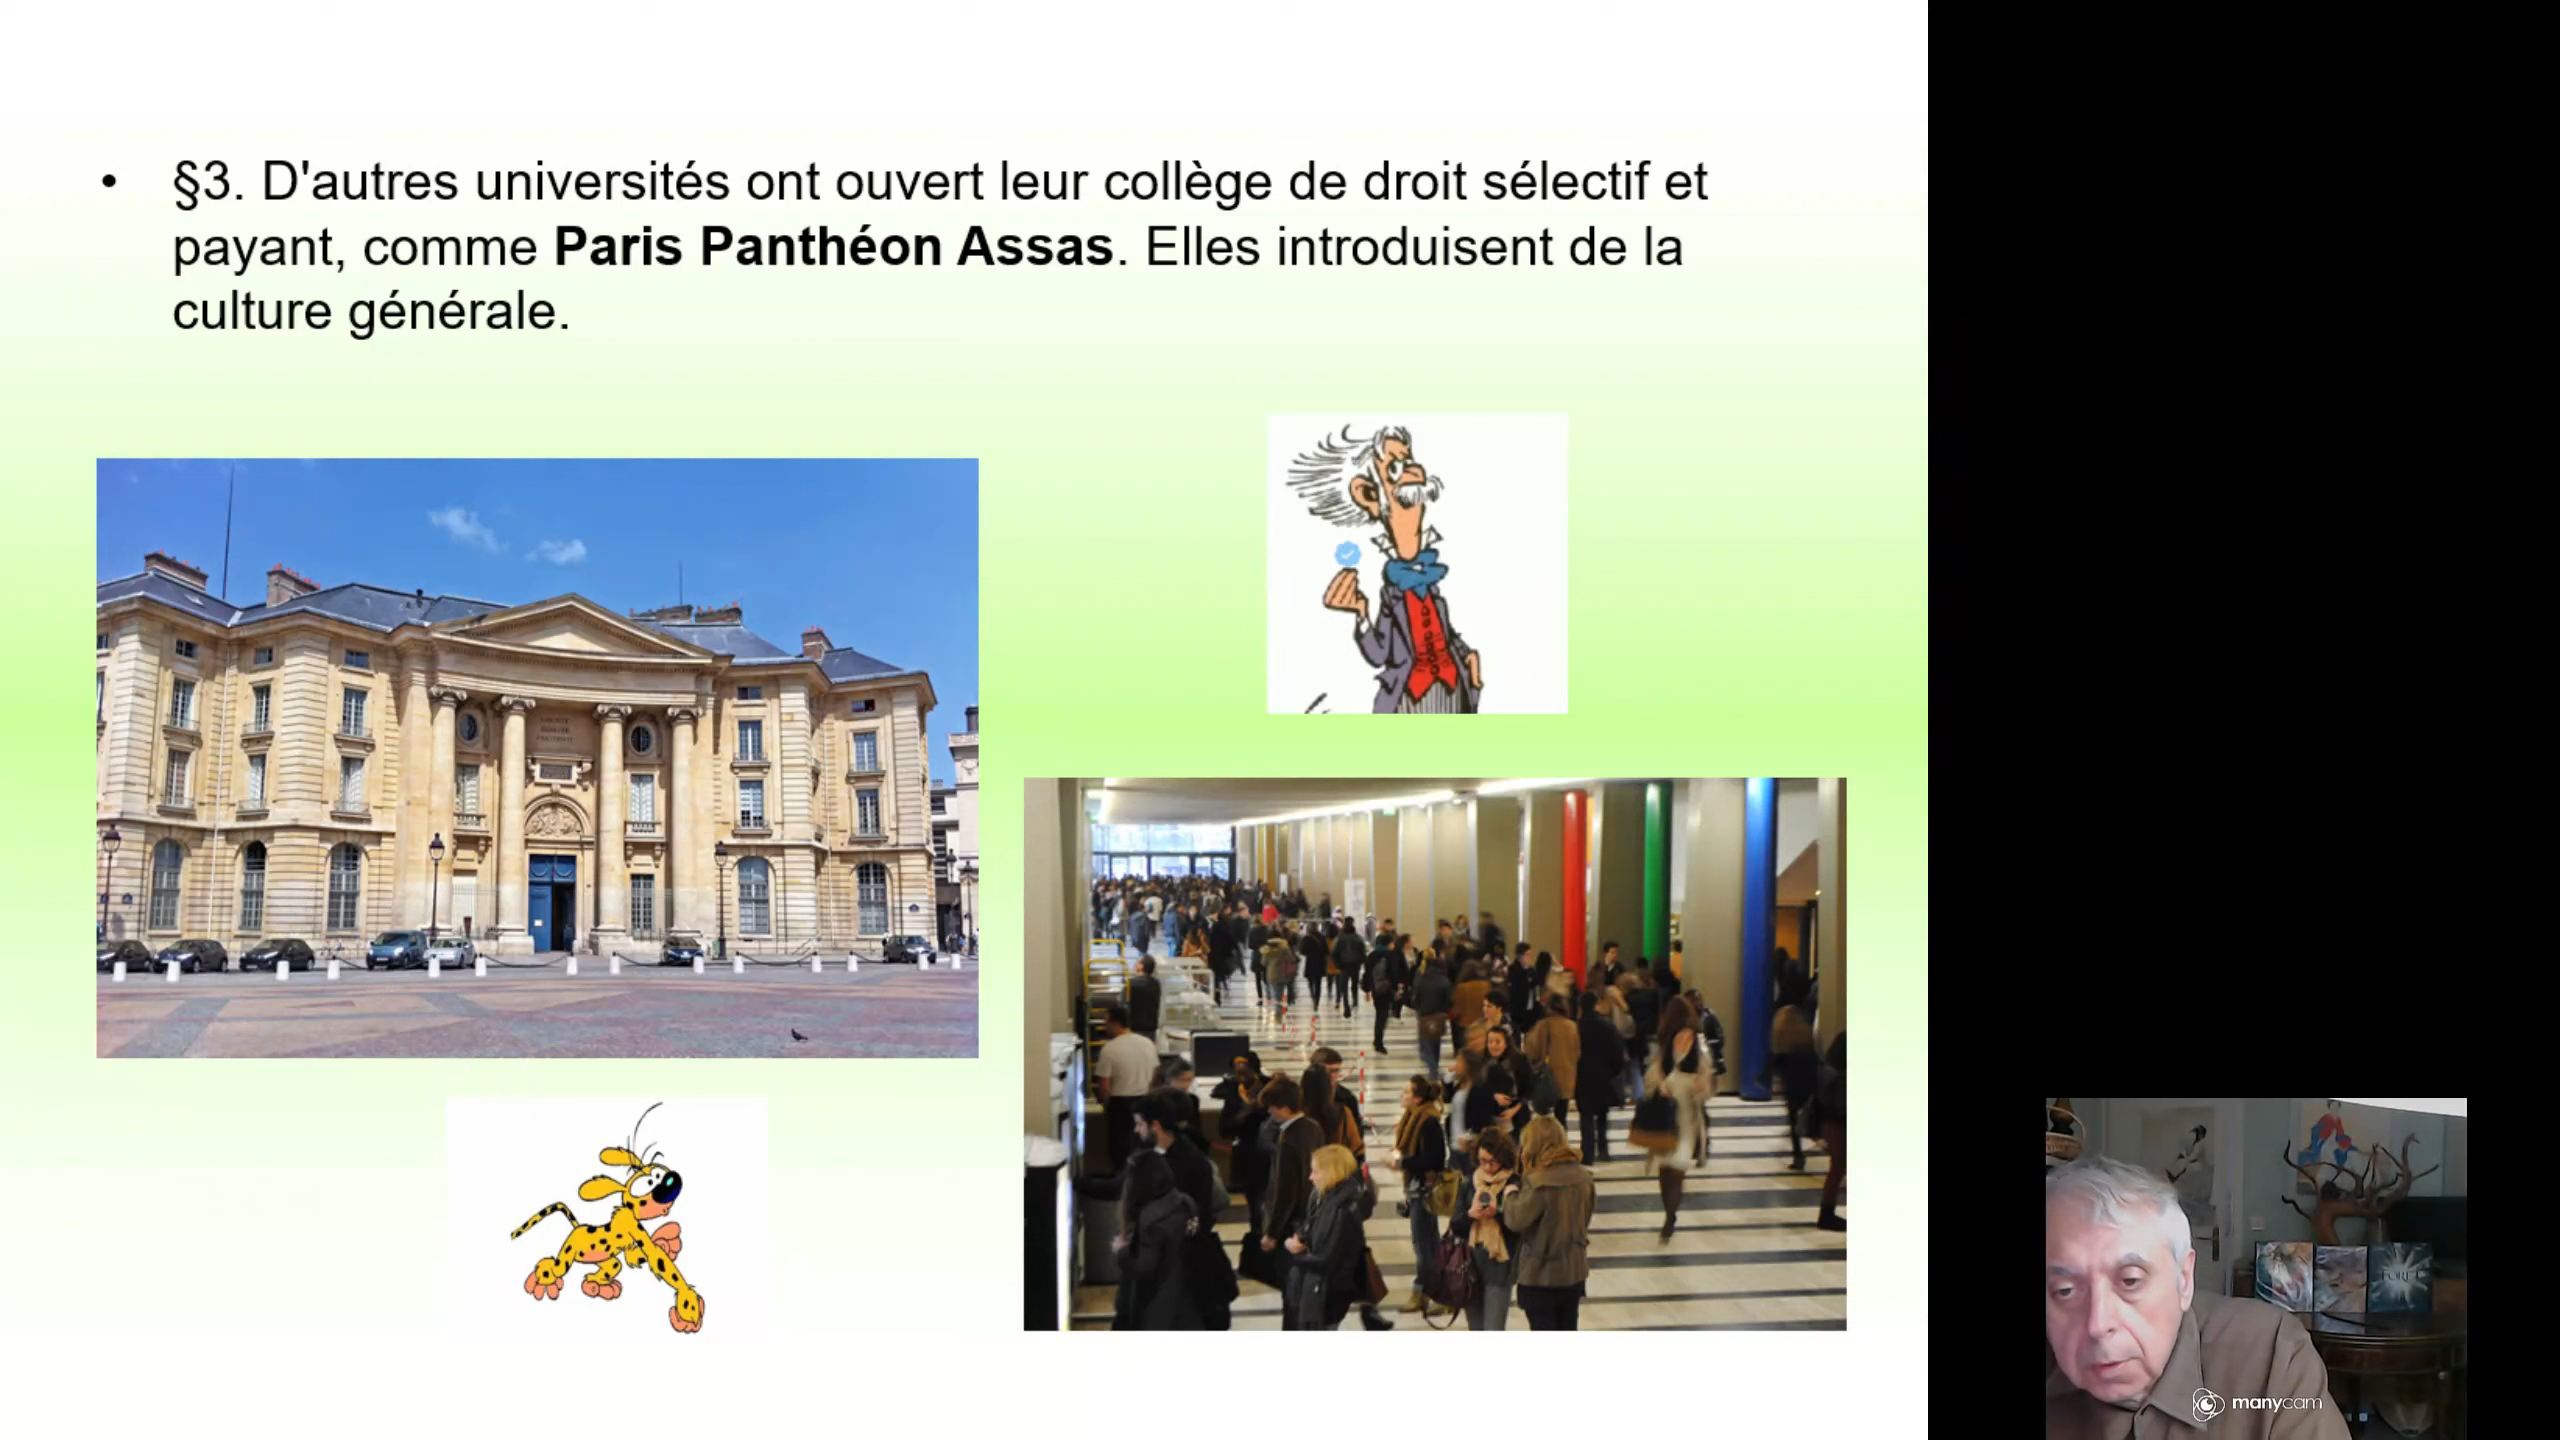 • §3. D'autres universités ont ouvert leur collège de droit sélectif et
payant, comme Paris Panthéon Assas. Elles introduisent de la
culture générale.
manycam